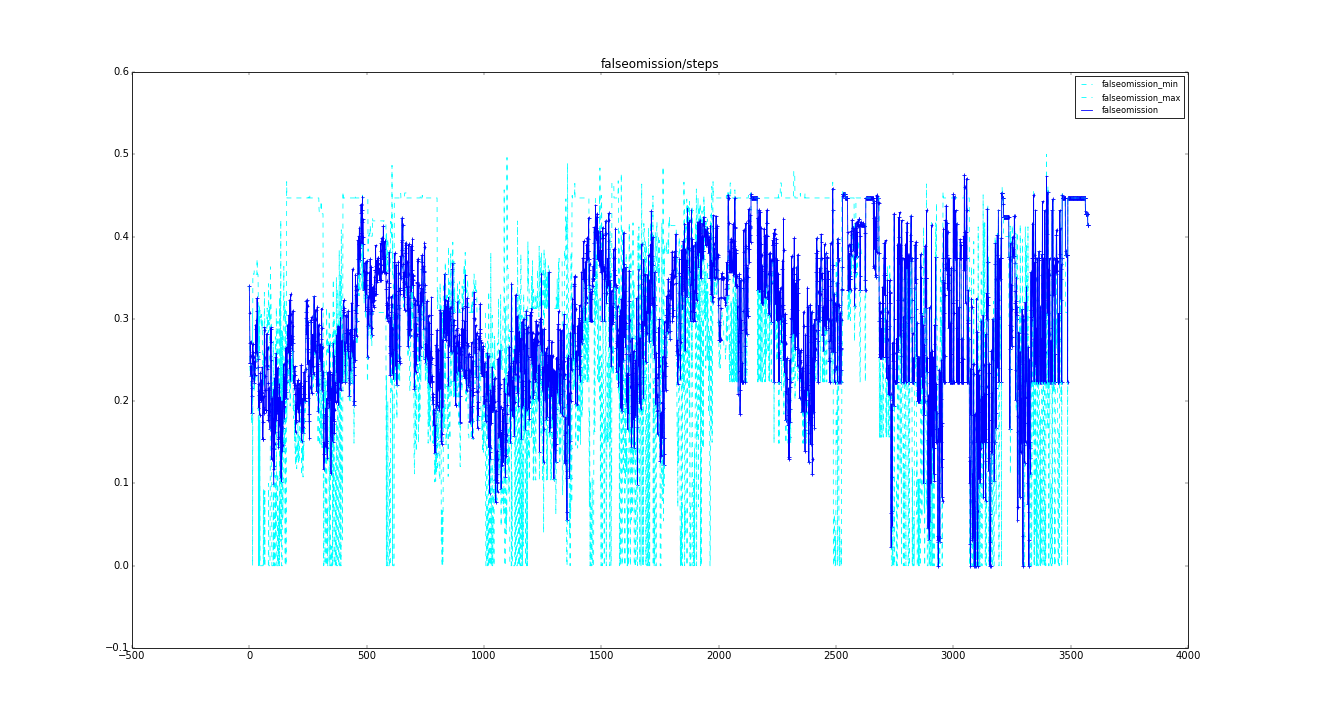 falseomission/steps
0.6
falseomission_min
falseomission_max
falseomission
0.5
0.4
0.3
0.2
0.1
0.0
−0.1
−500 0 500 1000 1500 2000 2500 3000 3500 4000